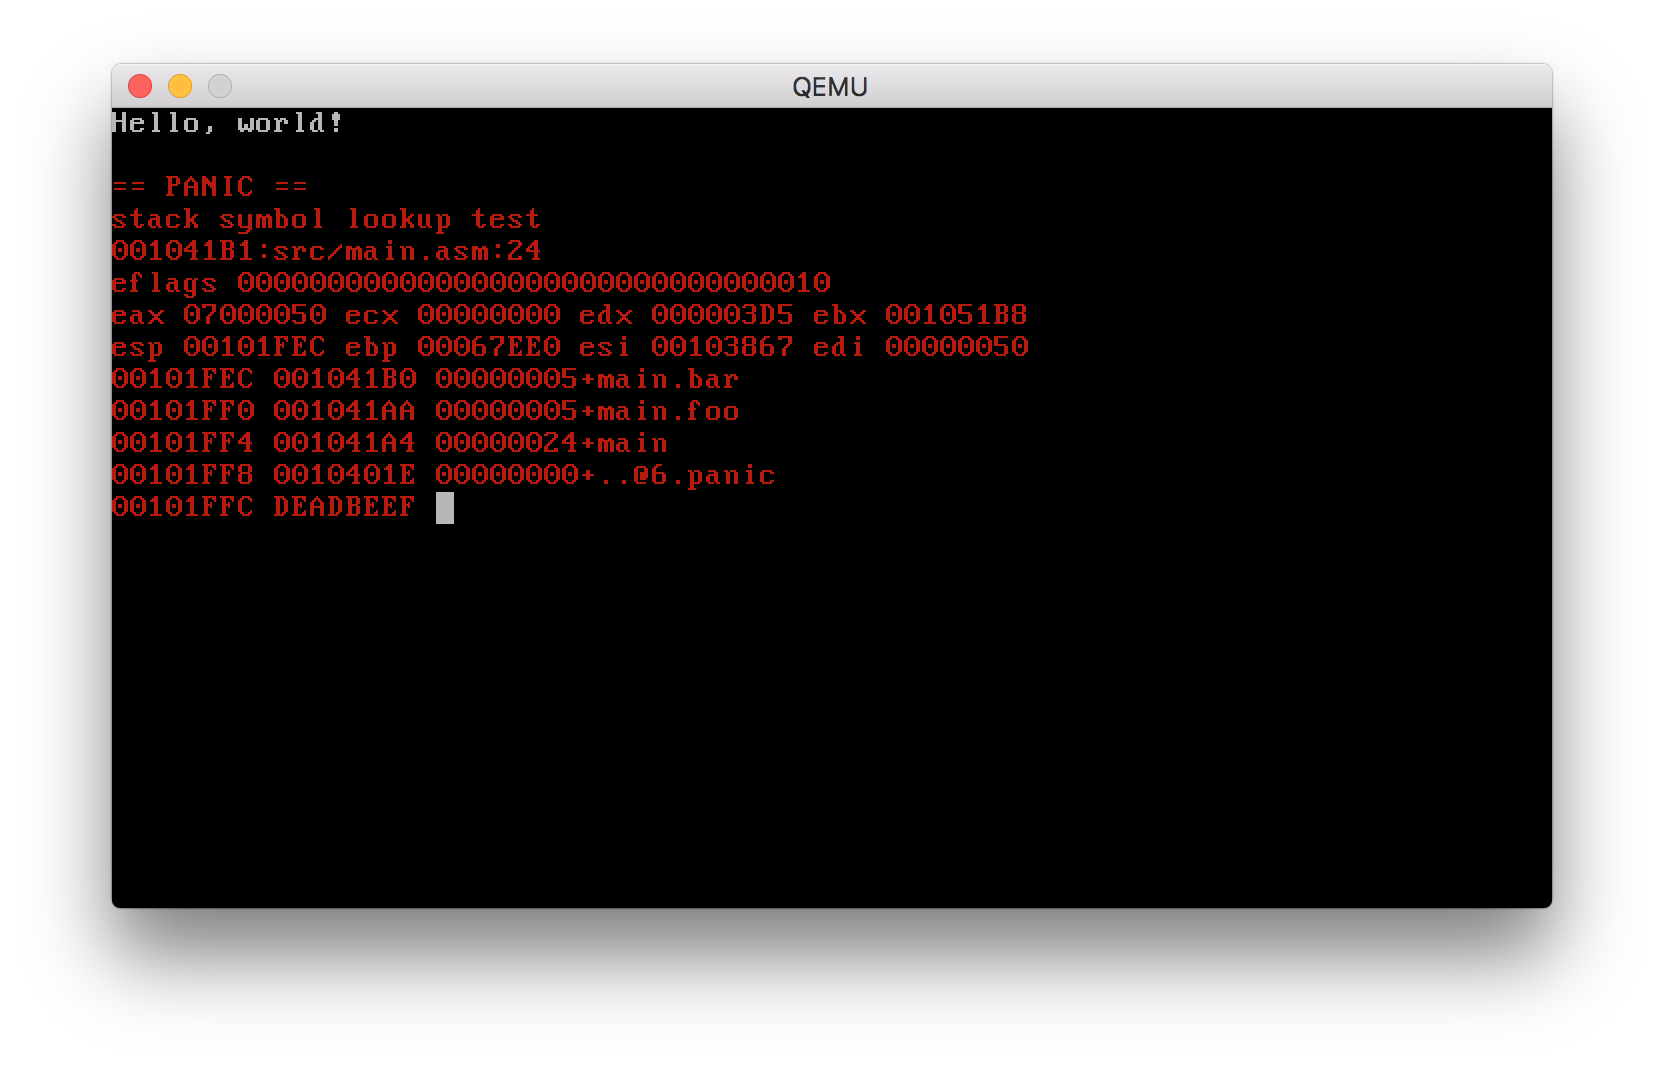 QEMU
Hello, world!
== PANIC ==
stack symbol lookup test
001041B1:src/main.asm:24
eflags 000000000000000000000000000000010
eax 07000050 ecx 00000000 edx 000003D5 ebx 001051B8
esp 00101FEC ebp 00067EE0 esi 00103867 edi 00000050
00101FEC 001041B0 00000005+main.bar
00101FF0 001041AA 00000005+main.foo
00101FF4 001041A4 00000024+main
00101FF8 0010401E 00000000+..@6.panic
00101FFC DEADBEEF